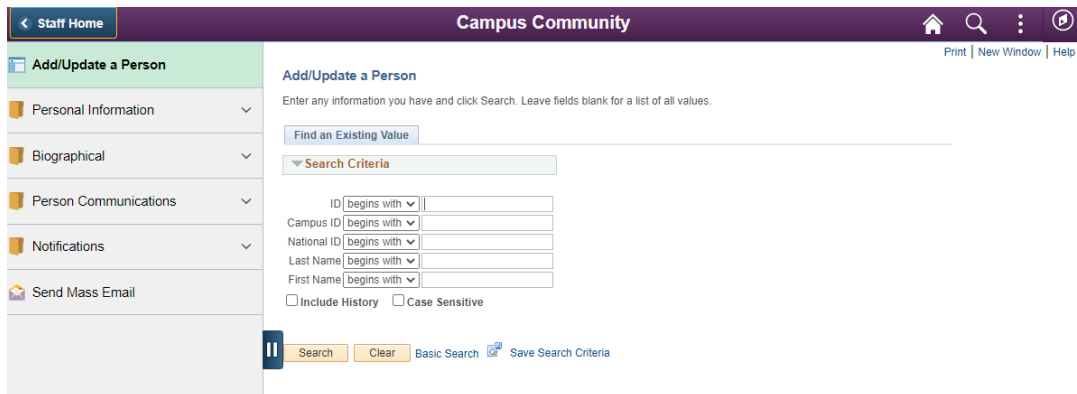 Staff Home
Campus Community
Print | New Window | Help
Add/Update a Person
Personal Information
Biographical
Person Communications
Notifications
Send Mass Email
Add/Update a Person
Enter any information you have and click Search. Leave fields blank for a list of all values.
Find an Existing Value
Search Criteria
ID begins with
Campus ID begins with
National ID begins with
Last Name begins with
First Name begins with
Include History Case Sensitive
Search Clear Basic Search Save Search Criteria